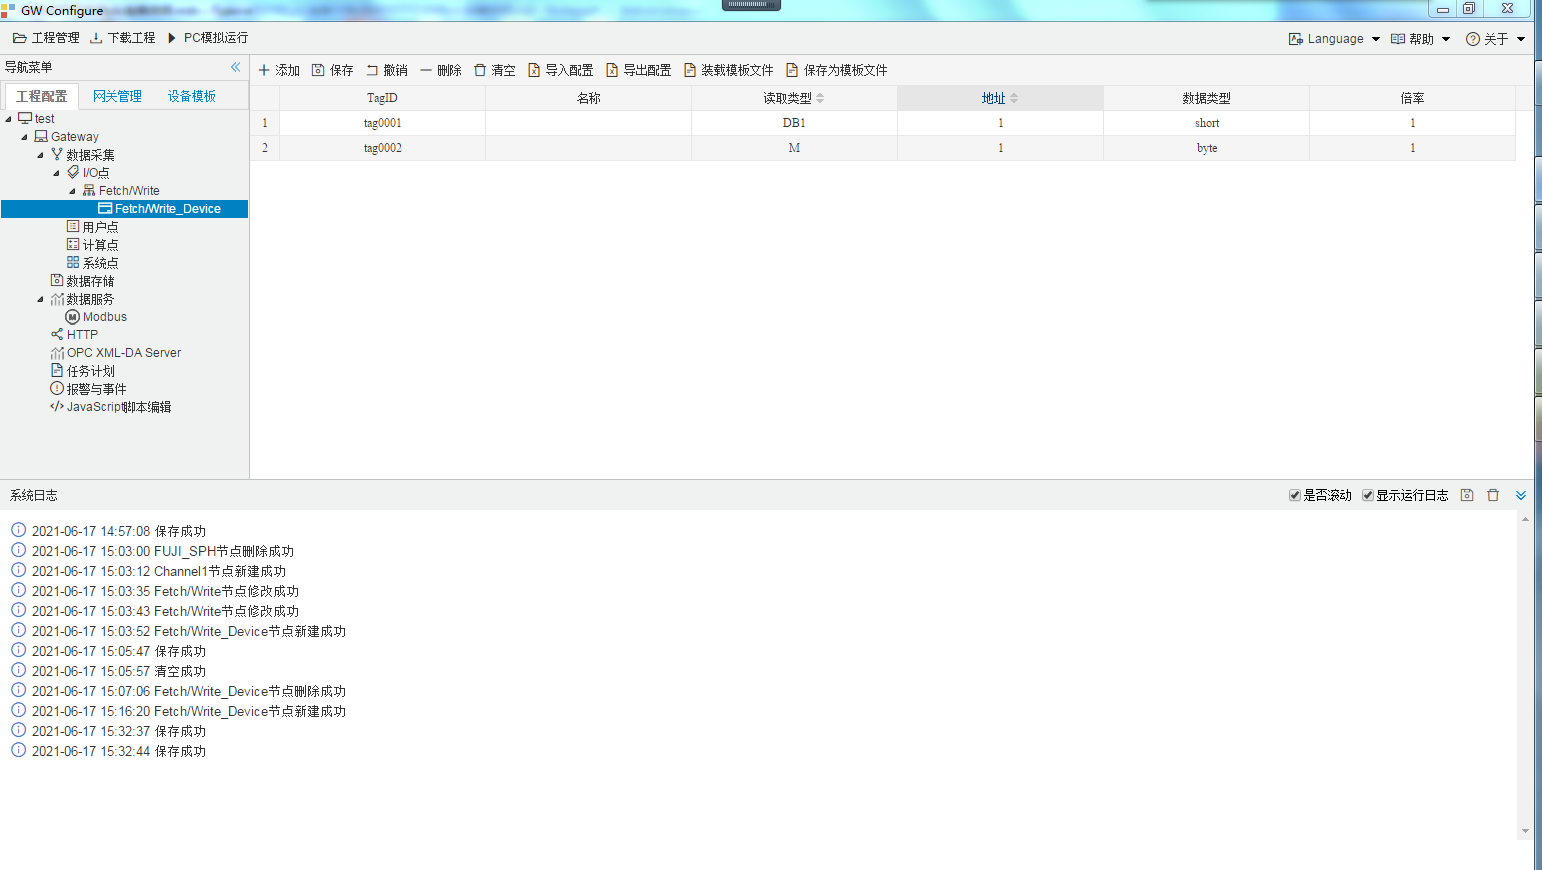 GW Configure
工程管理 下载工程 PC模拟运行 Language 帮助 关于
导航菜单
添加 保存 撤销 删除 清空 导入配置 导出配置 装载模板文件 保存为模板文件
工程配置 网关管理 设备模板
TagID 名称 读取类型 地址 数据类型 倍率
1 tag0001 DB1 1 short 1
2 tag0002 M 1 byte 1
test
Gateway
数据采集
I/O点
Fetch/Write
Fetch/Write_Device
用户点
计算点
系统点
数据存储
数据服务
Modbus
HTTP
OPC XML-DA Server
任务计划
报警与事件
JavaScript脚本编辑
系统日志 是否滚动 显示运行日志
2021-06-17 14:57:08 保存成功
2021-06-17 15:03:00 FUJI_SPH节点删除成功
2021-06-17 15:03:12 Channel1节点新建成功
2021-06-17 15:03:35 Fetch/Write节点修改成功
2021-06-17 15:03:43 Fetch/Write节点修改成功
2021-06-17 15:03:52 Fetch/Write_Device节点新建成功
2021-06-17 15:05:47 保存成功
2021-06-17 15:05:57 清空成功
2021-06-17 15:07:06 Fetch/Write_Device节点删除成功
2021-06-17 15:16:20 Fetch/Write_Device节点新建成功
2021-06-17 15:32:37 保存成功
2021-06-17 15:32:44 保存成功